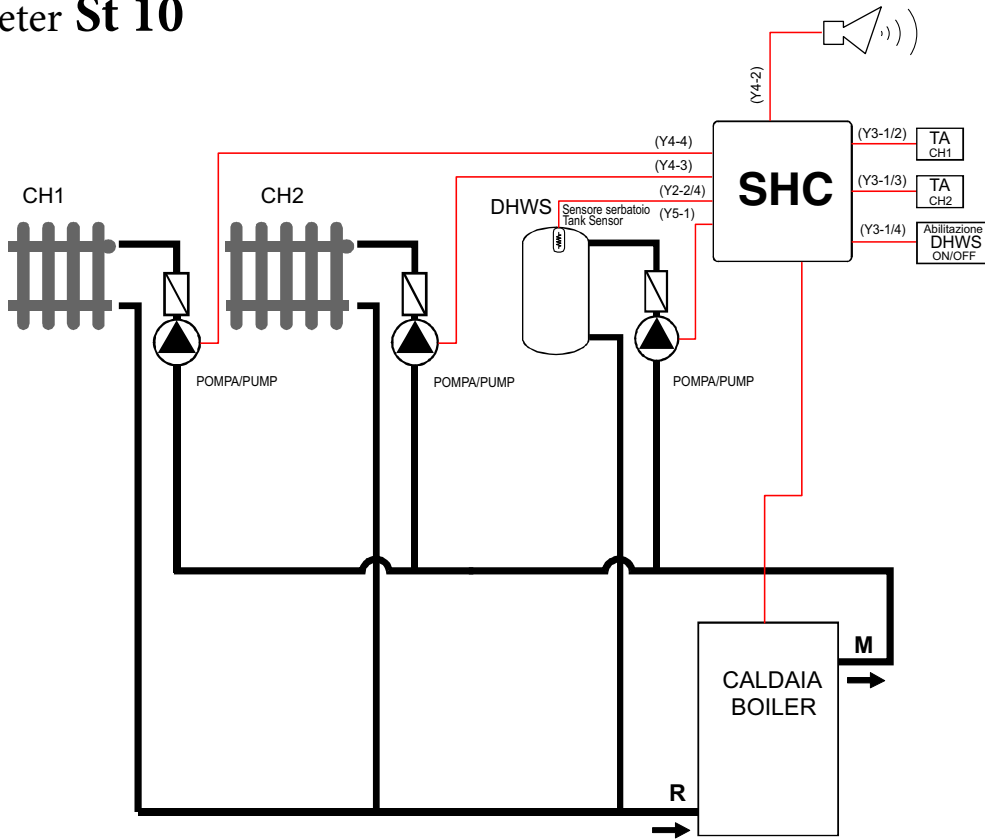 eter St 10
(Y4-2)
(Y4-4)
(Y4-3)
(Y2-2/4)
(Y5-1)
SHC
(Y3-1/2)
TA
CH1
(Y3-1/3)
TA
CH2
(Y3-1/4)
Abilitazione
DHWS
ON/OFF
CH1
CH2
DHWS
Sensore serbatoio
Tank Sensor
POMPA/PUMP
POMPA/PUMP
POMPA/PUMP
M
CALDAIA
BOILER
R